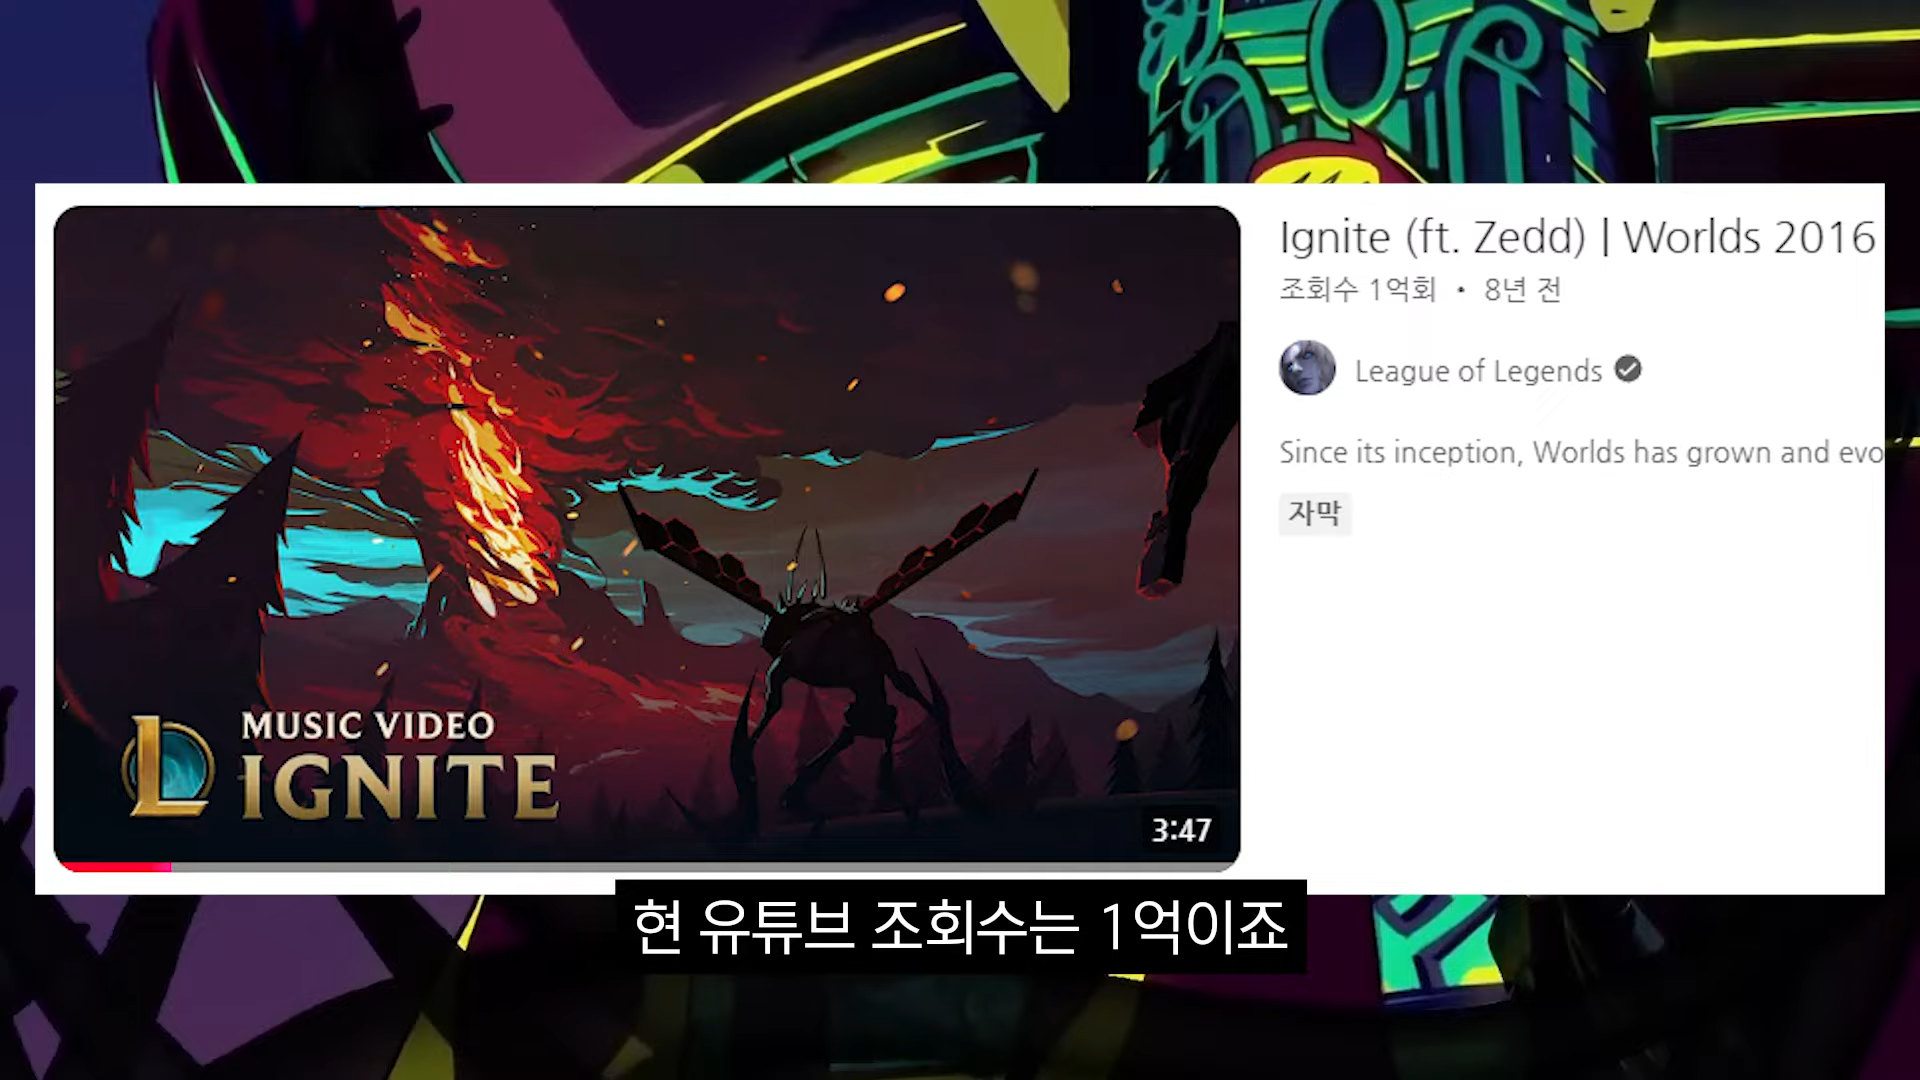 Ignite (ft. Zedd) | Worlds 2016
조회수 1억회 • 8년 전
League of Legends
Since its inception, Worlds has grown and evo
자막
MUSIC VIDEO
IGNITE
3:47
현 유튜브 조회수는 1억이죠